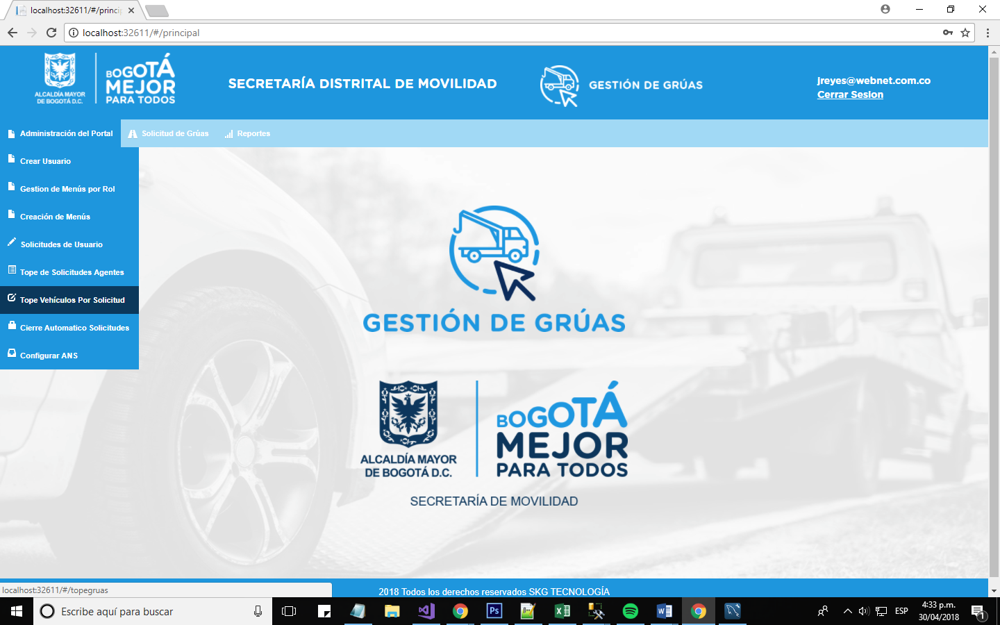 localhost:32611/#/princip
localhost:32611/#/principal
ALCALDÍA MAYOR
DE BOGOTÁ D.C.
BOGOTÁ
MEJOR
PARA TODOS
SECRETARÍA DISTRITAL DE MOVILIDAD
GESTIÓN DE GRÚAS
jreyes@webnet.com.co
Cerrar Sesion
Administración del Portal
Solicitud de Grúas
Reportes
Crear Usuario
Gestion de Menús por Rol
Creación de Menús
Solicitudes de Usuario
Tope de Solicitudes Agentes
Tope Vehículos Por Solicitud
Cierre Automatico Solicitudes
Configurar ANS
GESTIÓN DE GRÚAS
ALCALDÍA MAYOR
DE BOGOTÁ D.C.
BOGOTÁ
MEJOR
PARA TODOS
SECRETARÍA DE MOVILIDAD
localhost:32611/#/topegruas
2018 Todos los derechos reservados SKG TECNOLOGÍA
Escribe aquí para buscar
Ps
ESP
4:33 p.m.
30/04/2018
1